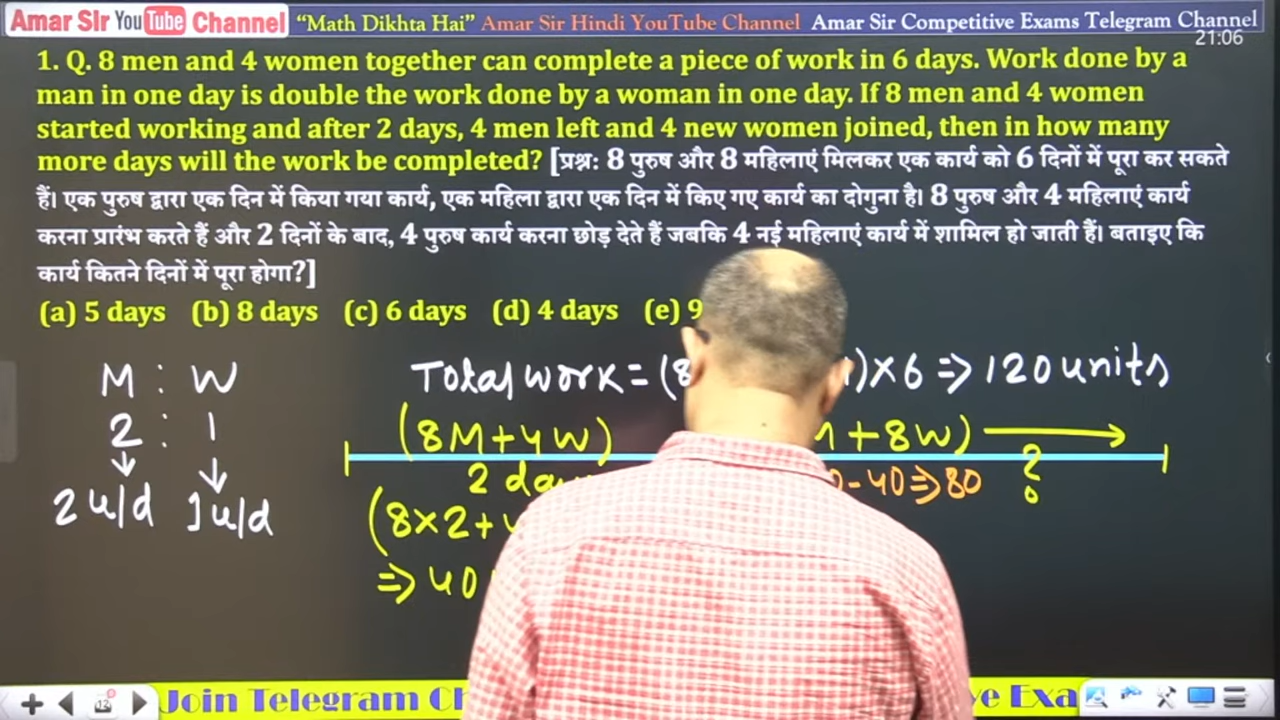 Amar SIr YouTube Channel "Math Dikhta Hai" Amar Sir Hindi YouTube Channel Amar Sir Competitive Exams Telegram Channel
21:06
1. Q. 8 men and 4 women together can complete a piece of work in 6 days. Work done by a
man in one day is double the work done by a woman in one day. If 8 men and 4 women
started working and after 2 days, 4 men left and 4 new women joined, then in how many
more days will the work be completed? [प्रश्न: 8 पुरुष और 8 महिलाएं मिलकर एक कार्य को 6 दिनों में पूरा कर सकते
हैं। एक पुरुष द्वारा एक दिन में किया गया कार्य, एक महिला द्वारा एक दिन में किए गए कार्य का दोगुना है। 8 पुरुष और 4 महिलाएं कार्य
करना प्रारंभ करते हैं और 2 दिनों के बाद, 4 पुरुष कार्य करना छोड़ देते हैं जबकि 4 नई महिलाएं कार्य में शामिल हो जाती हैं। बताइए कि
कार्य कितने दिनों में पूरा होगा?]
(a) 5 days (b) 8 days (c) 6 days (d) 4 days (e) 9
M : W Total work = (8 )×6 ⇒ 120 units
2 : 1 (8M+4W) +8W)
2 ?
2 u/d 1 u/d (8×2+ -40⇒80
⇒ 40
Join Telegram